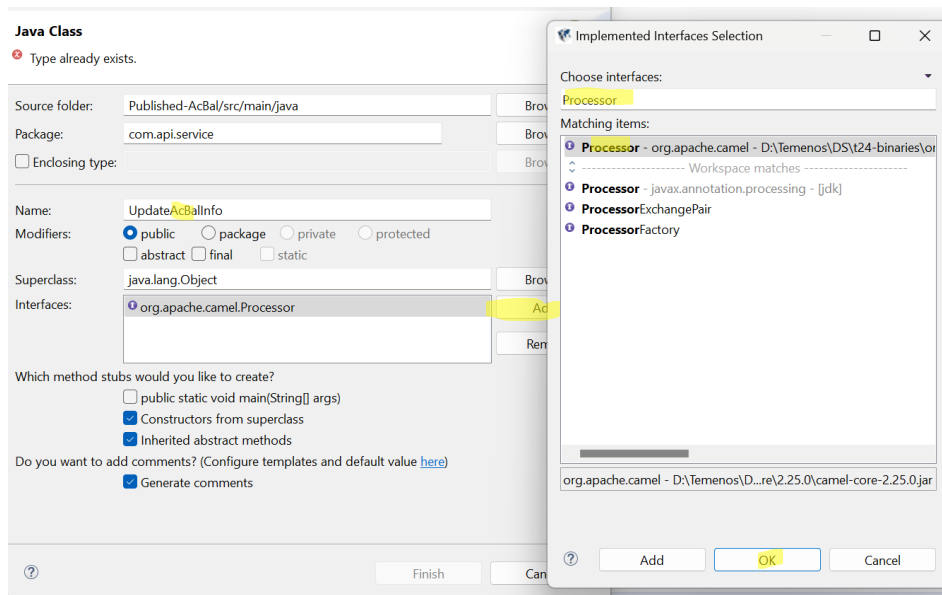 Java Class
Type already exists.
Source folder:
Published-AcBal/src/main/java
Package:
com.api.service
Enclosing type:
Name:
UpdateAcBalInfo
Modifiers:
public
package
private
protected
abstract
final
static
Superclass:
java.lang.Object
Interfaces:
org.apache.camel.Processor
Which method stubs would you like to create?
public static void main(String[] args)
Constructors from superclass
Inherited abstract methods
Do you want to add comments? (Configure templates and default value here)
Generate comments
Finish
Implemented Interfaces Selection
Choose interfaces:
Processor
Matching items:
Processor - org.apache.camel - D:\Temenos\DS\t24-binaries\or
Workspace matches
Processor - javax.annotation.processing - [jdk]
ProcessorExchangePair
ProcessorFactory
org.apache.camel - D:\Temenos\D...re\2.25.0\camel-core-2.25.0.jar
Add
OK
Cancel